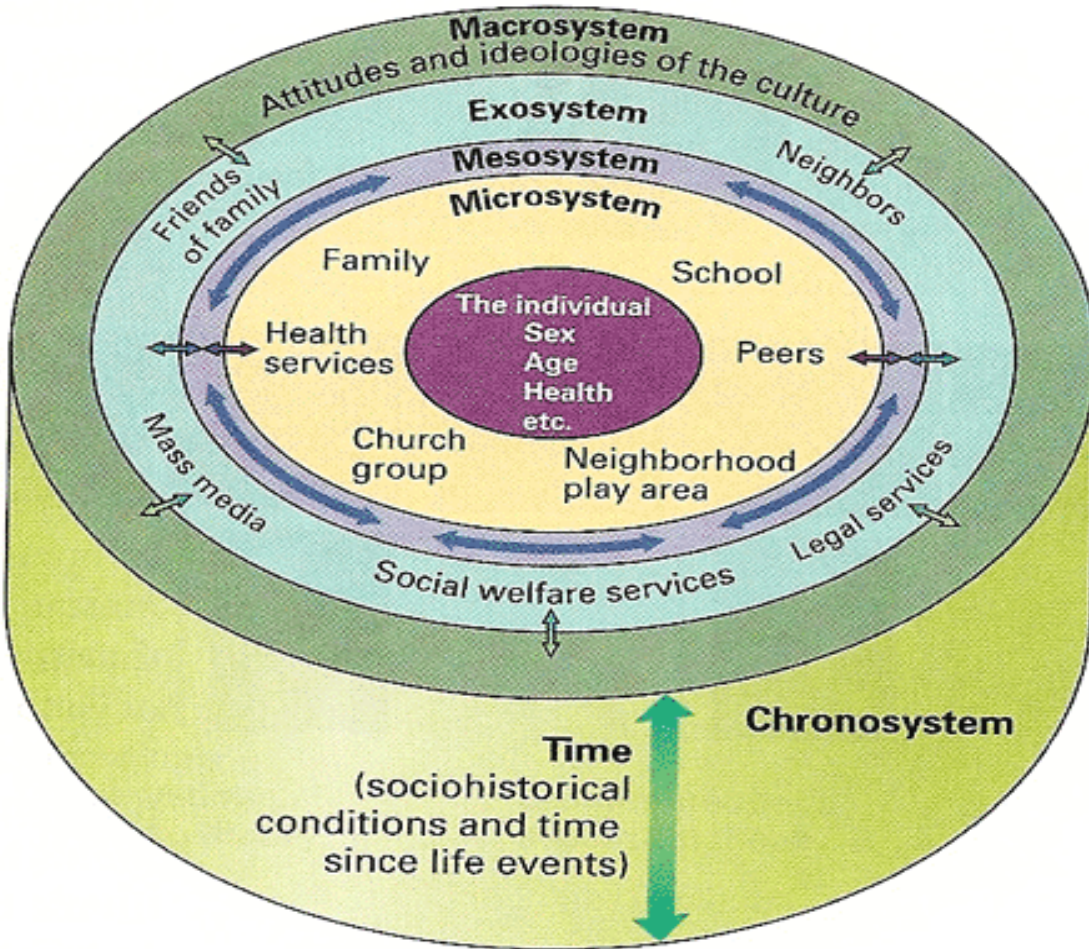 Macrosystem
Attitudes and ideologies of the culture
Exosystem
Mesosystem
Microsystem
Friends
of family
Neighbors
Family
School
The individual
Sex
Age
Health
etc.
Health
services
Peers
Church
group
Neighborhood
play area
Mass media
Legal services
Social welfare services
Chronosystem
Time
(sociohistorical
conditions and time
since life events)